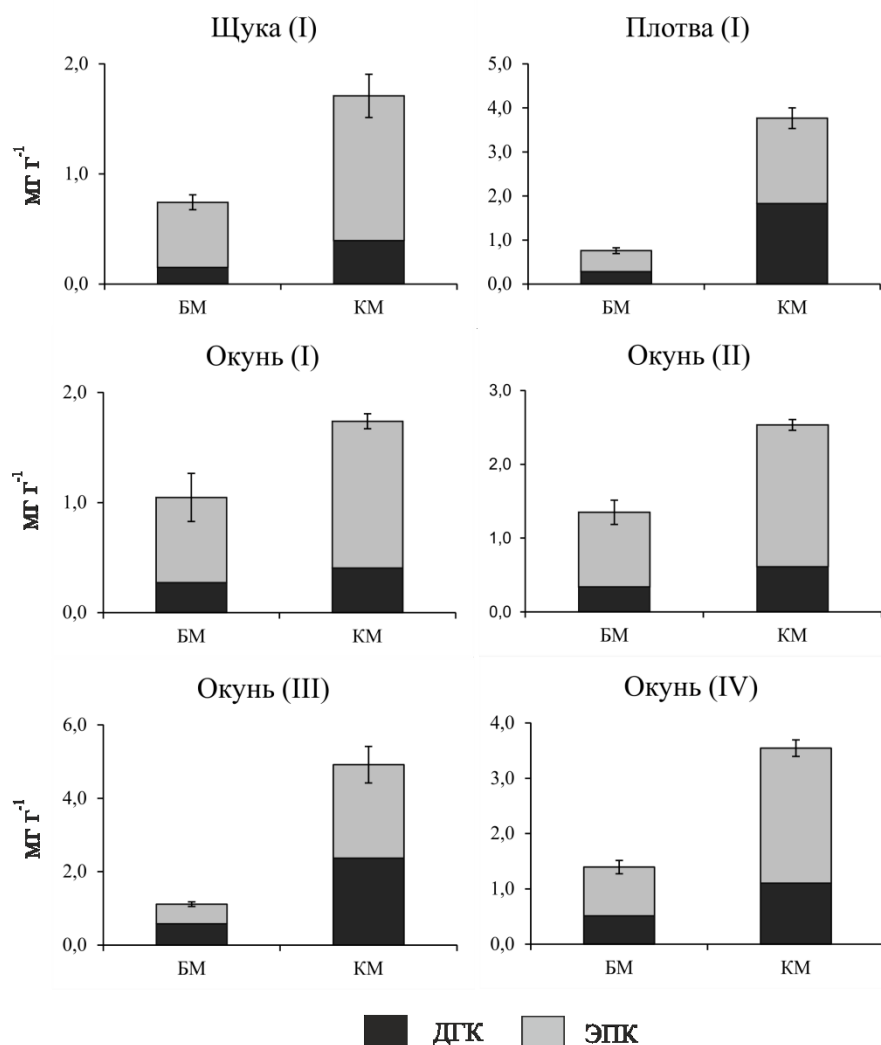 Щука (I)
Плотва (I)
мг г-1
2,0
1,0
0,0
БМ
КМ
5,0
4,0
3,0
2,0
1,0
0,0
БМ
КМ
Окунь (I)
Окунь (II)
мг г-1
2,0
1,0
0,0
БМ
КМ
3,0
2,0
1,0
0,0
БМ
КМ
Окунь (III)
Окунь (IV)
мг г-1
6,0
4,0
2,0
0,0
БМ
КМ
4,0
3,0
2,0
1,0
0,0
БМ
КМ
ДГК
ЭПК